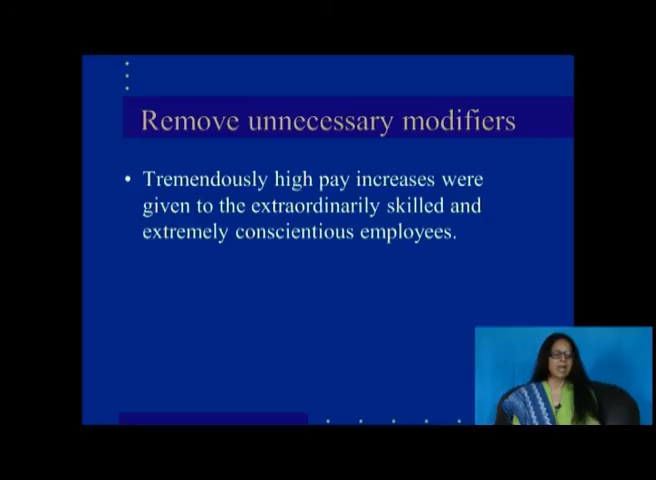 Remove unnecessary modifiers
• Tremendously high pay increases were
given to the extraordinarily skilled and
extremely conscientious employees.